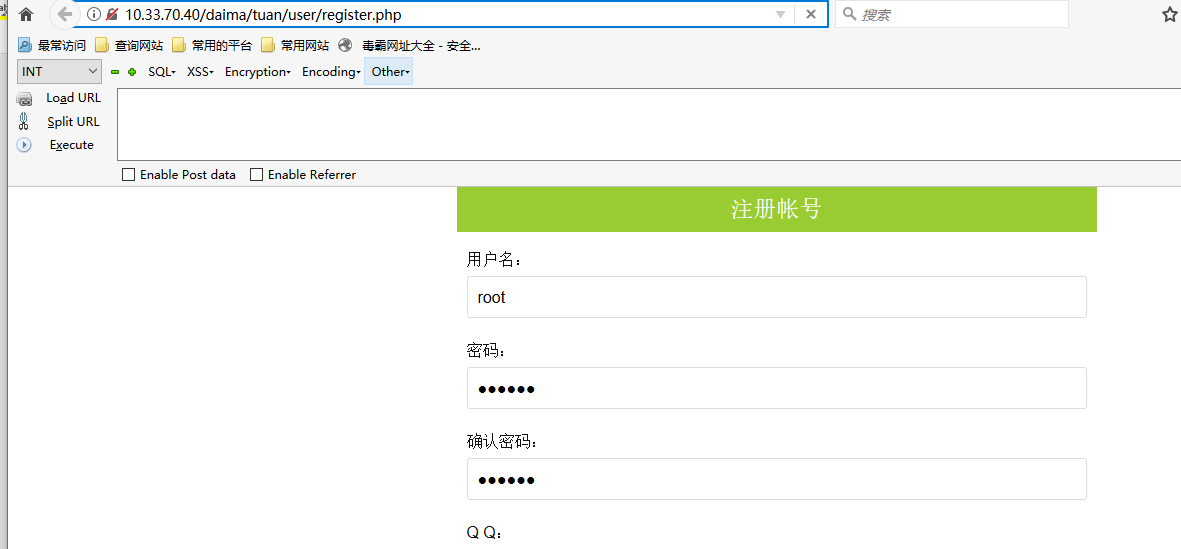 10.33.70.40/daima/tuan/user/register.php
搜索
最常访问 查询网站 常用的平台 常用网站 毒霸网址大全 - 安全...
INT SQL▾ XSS▾ Encryption▾ Encoding▾ Other▾
Load URL
Split URL
Execute
Enable Post data Enable Referrer
注册帐号
用户名：
root
密码：
●●●●●●
确认密码：
●●●●●●
Q Q：